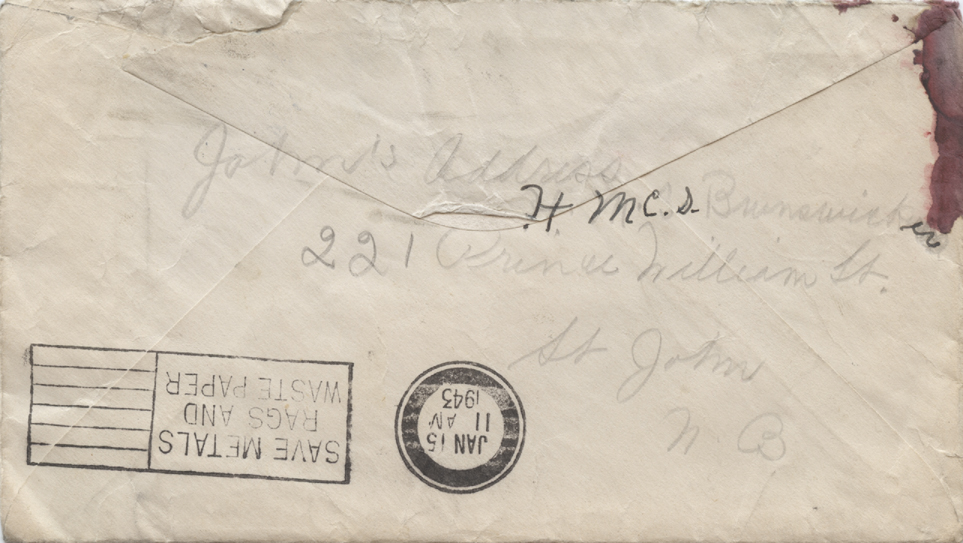 John's Address
H.M.C.S. Brunswicker
221 Prince William St.
St John
N B
SAVE METALS
RAGS AND
WASTE PAPER
JAN 15
11 AM
1943